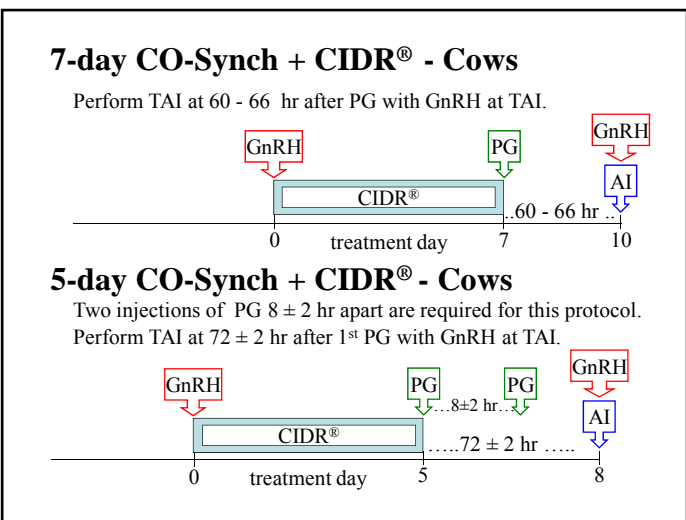 7-day CO-Synch + CIDR® - Cows
Perform TAI at 60 - 66 hr after PG with GnRH at TAI.
GnRH PG GnRH
AI
CIDR®
..60 - 66 hr ..
0 treatment day 7 10
5-day CO-Synch + CIDR® - Cows
Two injections of PG 8 ± 2 hr apart are required for this protocol.
Perform TAI at 72 ± 2 hr after 1st PG with GnRH at TAI.
GnRH PG PG GnRH
…8±2 hr…
AI
CIDR®
…..72 ± 2 hr …..
0 treatment day 5 8